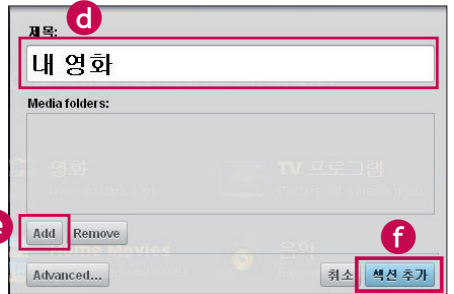 d
제목:
내 영화
Media folders:
영화
TV 프로그램
e
Add
Remove
f
Home Movies
음악
Advanced...
취소
섹션 추가